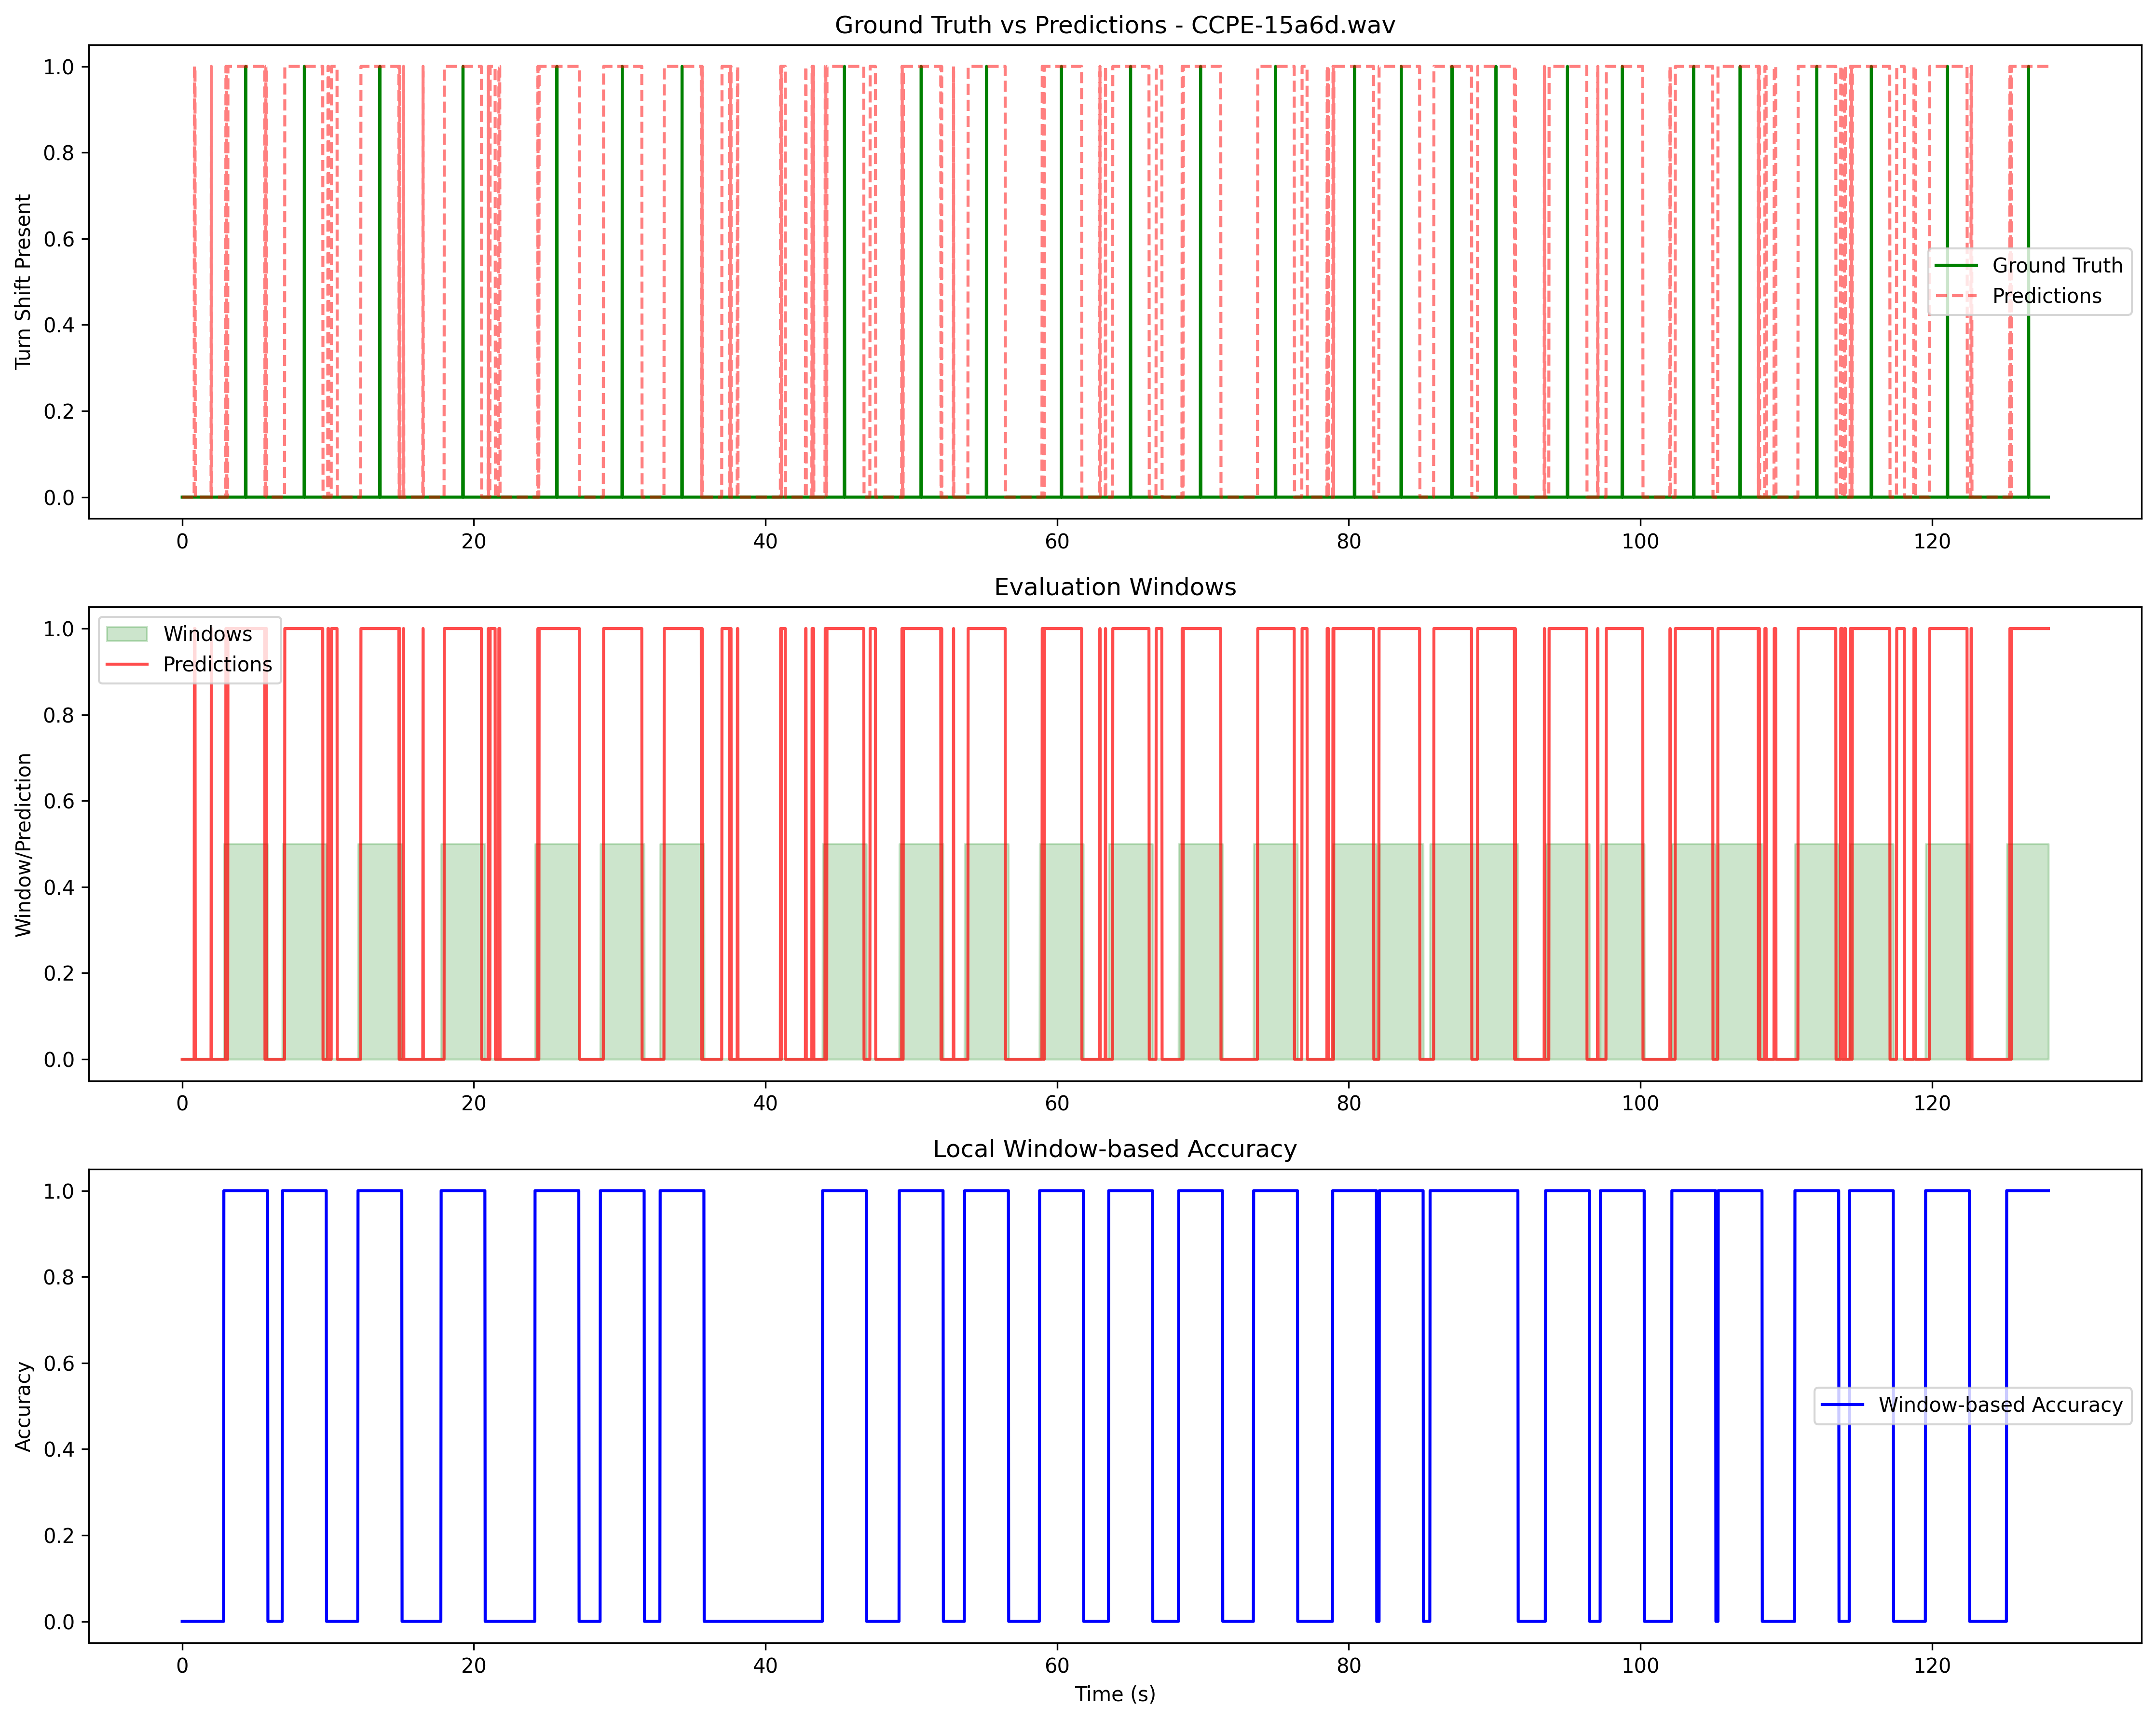 Ground Truth vs Predictions - CCPE-15a6d.wav
Turn Shift Present
1.0
0.8
0.6
0.4
0.2
0.0
Ground Truth
Predictions
0 20 40 60 80 100 120
Evaluation Windows
Window/Prediction
1.0
0.8
0.6
0.4
0.2
0.0
Windows
Predictions
0 20 40 60 80 100 120
Local Window-based Accuracy
Accuracy
1.0
0.8
0.6
0.4
0.2
0.0
Window-based Accuracy
0 20 40 60 80 100 120
Time (s)